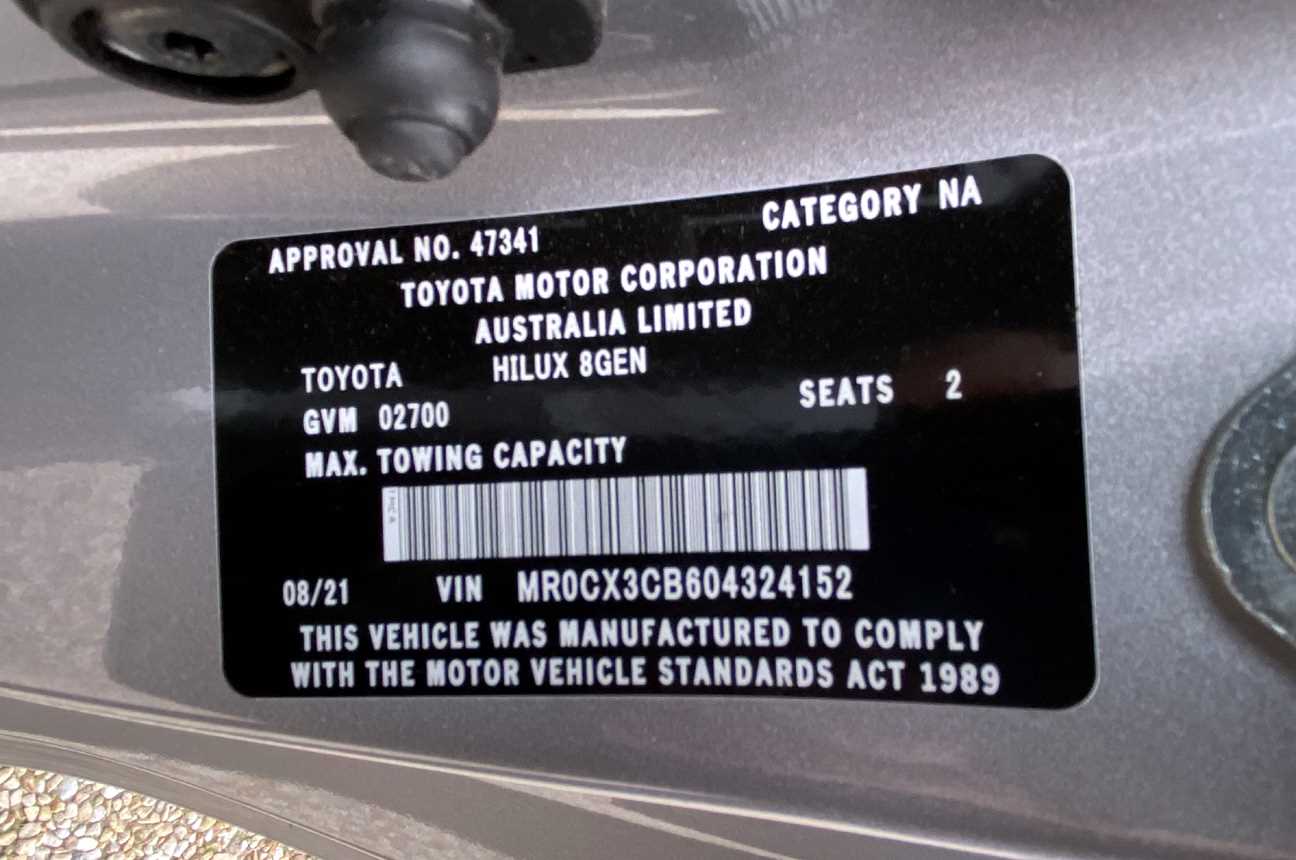 APPROVAL NO. 47341 CATEGORY NA
TOYOTA MOTOR CORPORATION
AUSTRALIA LIMITED
TOYOTA HILUX 8GEN
GVM 02700 SEATS 2
MAX. TOWING CAPACITY
08/21 VIN MR0CX3CB604324152
THIS VEHICLE WAS MANUFACTURED TO COMPLY
WITH THE MOTOR VEHICLE STANDARDS ACT 1989